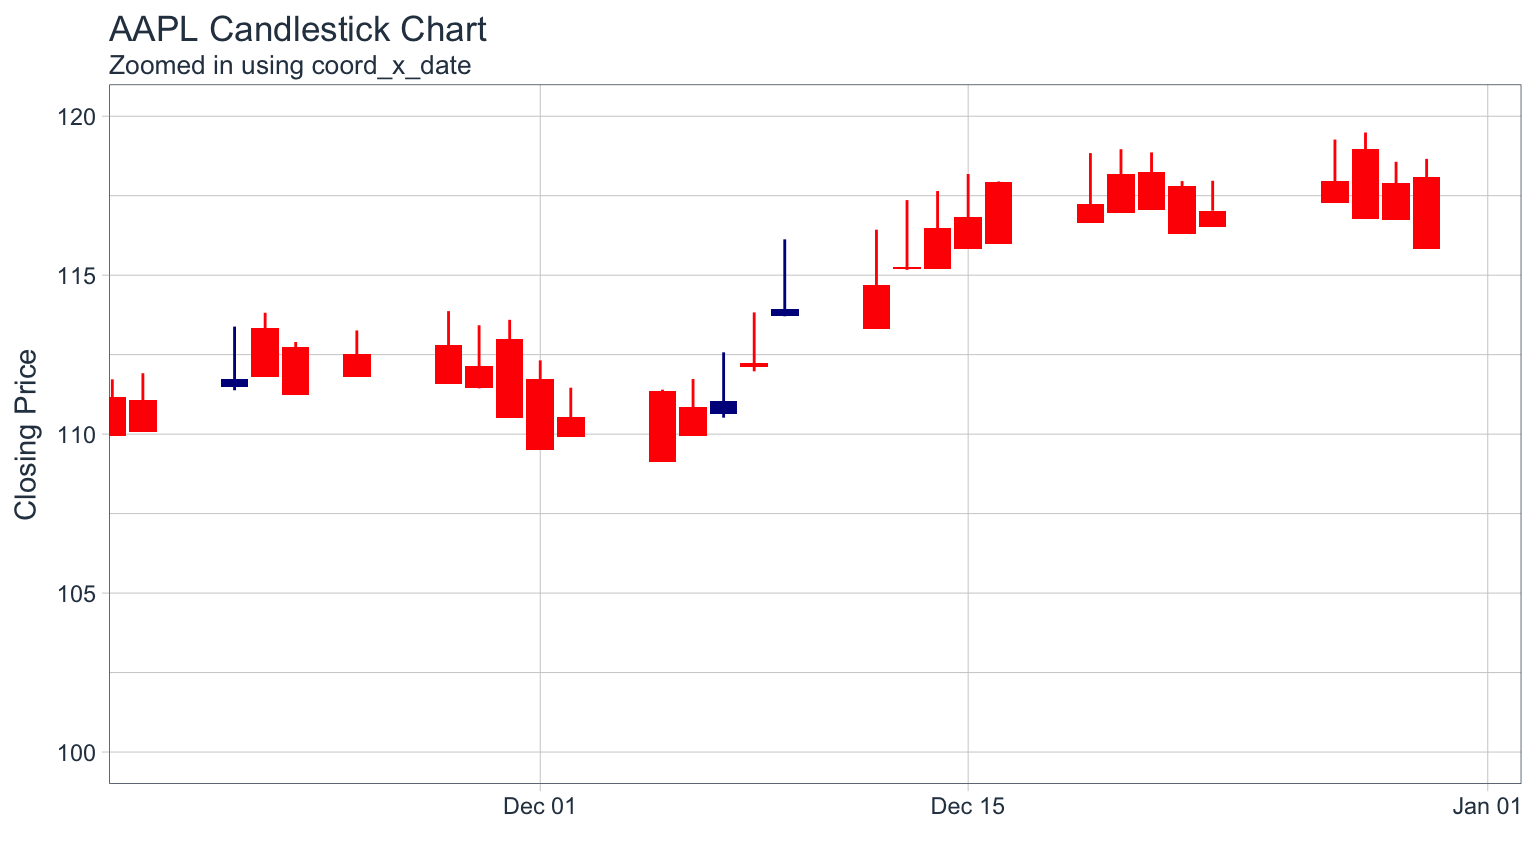 AAPL Candlestick Chart
Zoomed in using coord_x_date
Closing Price
120
115
110
105
100
Dec 01
Dec 15
Jan 01